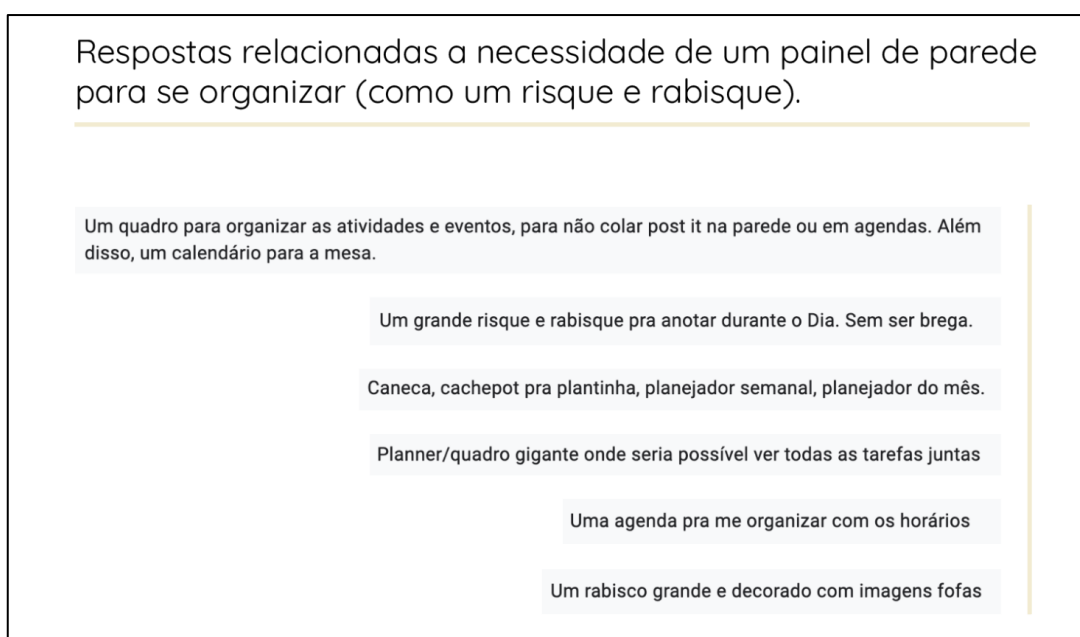 Respostas relacionadas a necessidade de um painel de parede
para se organizar (como um risque e rabisque).
Um quadro para organizar as atividades e eventos, para não colar post it na parede ou em agendas. Além
disso, um calendário para a mesa.
Um grande risque e rabisque pra anotar durante o Dia. Sem ser brega.
Caneca, cachepot pra plantinha, planejador semanal, planejador do mês.
Planner/quadro gigante onde seria possível ver todas as tarefas juntas
Uma agenda pra me organizar com os horários
Um rabisco grande e decorado com imagens fofas